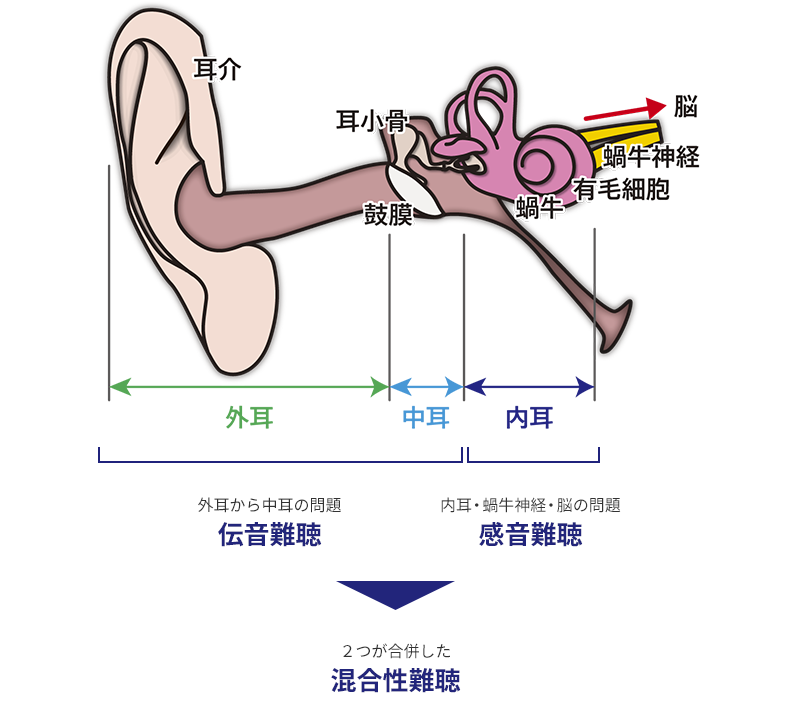 耳介
耳小骨
脳
蝸牛神経
有毛細胞
蝸牛
鼓膜
外耳
中耳
内耳
外耳から中耳の問題
伝音難聴
内耳・蝸牛神経・脳の問題
感音難聴
２つが合併した
混合性難聴